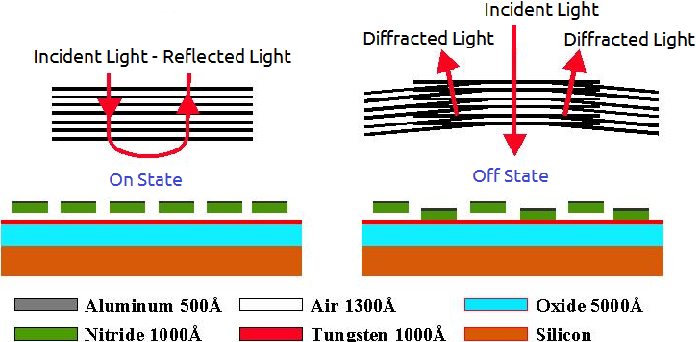 Incident Light
Diffracted Light
Diffracted Light
Incident Light - Reflected Light
On State
Off State
Aluminum 500Å
Air 1300Å
Oxide 5000Å
Nitride 1000Å
Tungsten 1000Å
Silicon